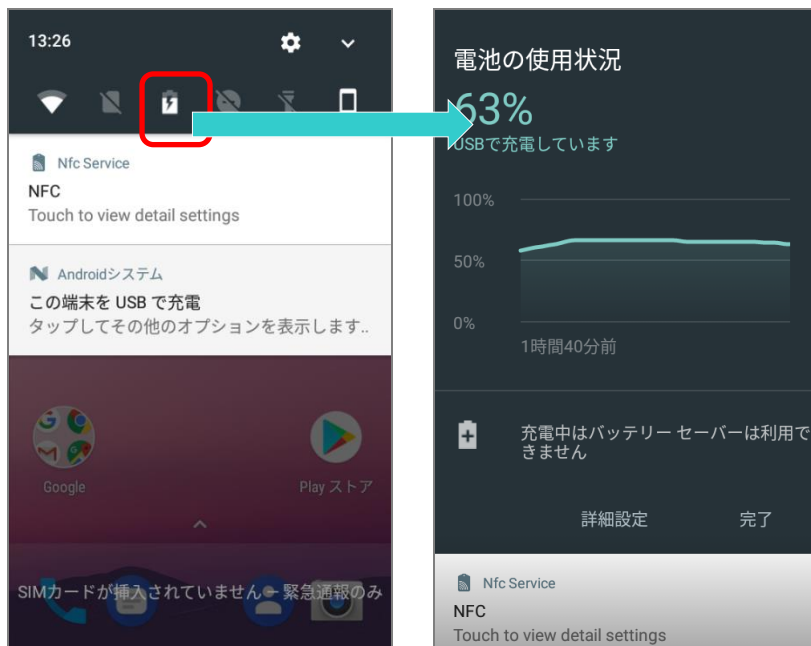 13:26
Nfc Service
NFC
Touch to view detail settings
Androidシステム
この端末を USB で充電
タップしてその他のオプションを表示します..
Google
Play ストア
SIMカードが挿入されていません — 緊急通報のみ
電池の使用状況
63%
USBで充電しています
100%
50%
0%
1時間40分前
充電中はバッテリー セーバーは利用で
きません
詳細設定
完了
Nfc Service
NFC
Touch to view detail settings